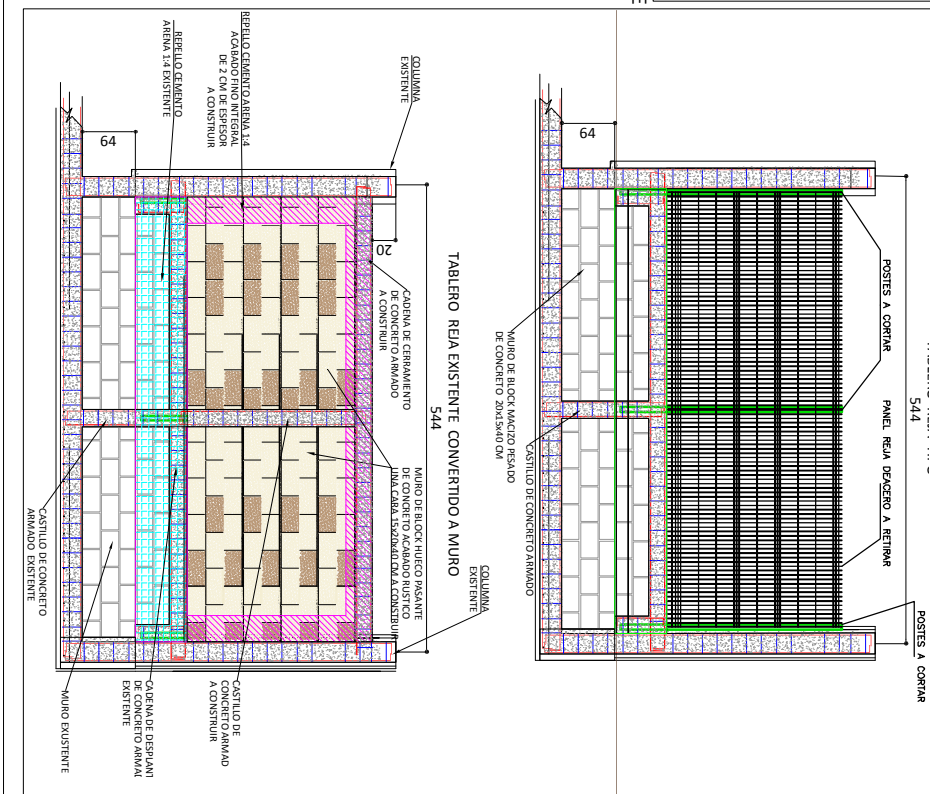 COLUMNA
EXISTENTE
REPELLO CEMENTO ARENA 1:4
ACABADO FINO INTEGRAL
DE 2 CM DE ESPESOR
A CONSTRUIR
REPELLO CEMENTO
ARENA 1:4 EXISTENTE
64
20
TABLERO REJA EXISTENTE CONVERTIDO A MURO
544
CADENA DE CERRAMIENTO
DE CONCRETO ARMADO
A CONSTRUIR
MURO DE BLOCK HUECO PASANTE
DE CONCRETO ACABADO RUSTICO
UNA CARA 15x20x40 CM A CONSTRUIR
COLUMNA
EXISTENTE
CASTILLO DE CONCRETO
ARMADO EXISTENTE
CASTILLO DE
CONCRETO ARMAD
A CONSTRUIR
CADENA DE DESPLANT
DE CONCRETO ARMAD
EXISTENTE
MURO EXUSTENTE
64
544
POSTES A CORTAR
PANEL REJA DEACERO A RETIRAR
POSTES A CORTAR
MURO DE BLOCK MACIZO PESADO
DE CONCRETO 20x15x40 CM
CASTILLO DE CONCRETO ARMADO